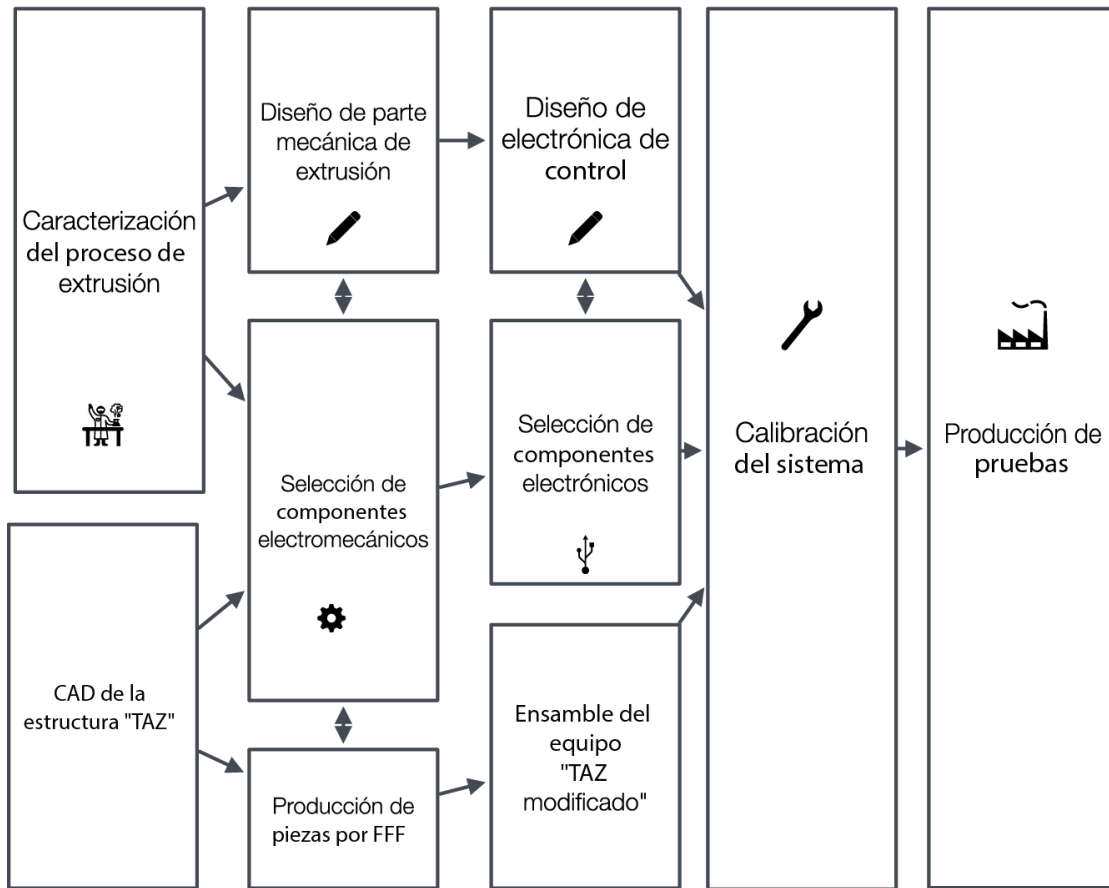 Caracterización
del proceso de
extrusión
CAD de la
estructura "TAZ"
Diseño de parte
mecánica de
extrusión
Selección de
componentes
electromecánicos
Producción de
piezas por FFF
Diseño de
electrónica de
control
Selección de
componentes
electrónicos
Ensamble del
equipo
"TAZ
modificado"
Calibración
del sistema
Producción de
pruebas